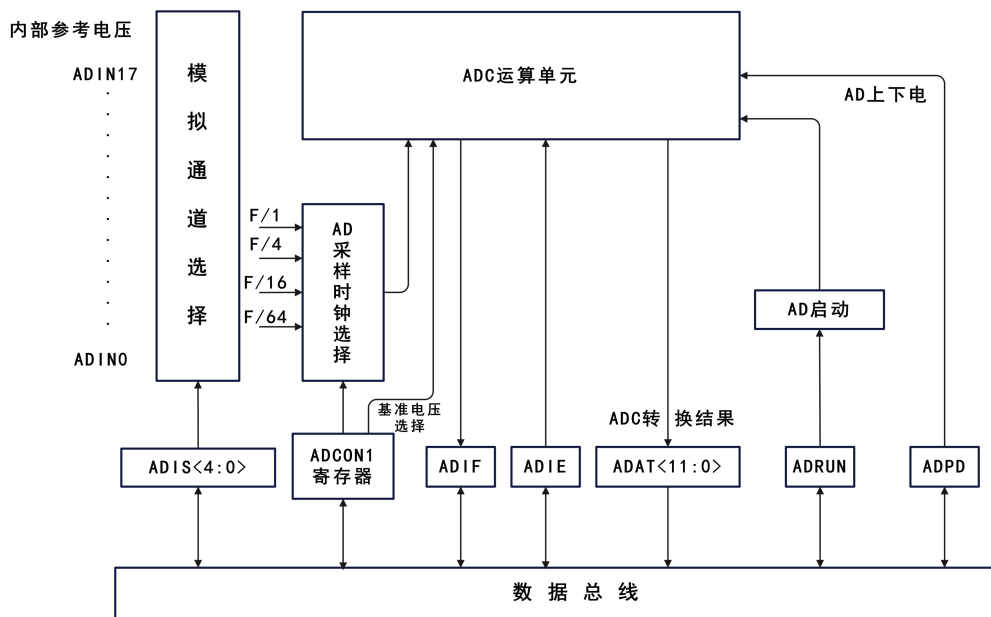 内部参考电压
ADIN17
ADIN0
模拟通道选择
ADC运算单元
AD上下电
F/1
F/4
F/16
F/64
AD采样时钟选择
AD启动
基准电压
选择
ADC转换结果
ADIS<4:0>
ADCON1
寄存器
ADIF
ADIE
ADAT<11:0>
ADRUN
ADPD
数据总线